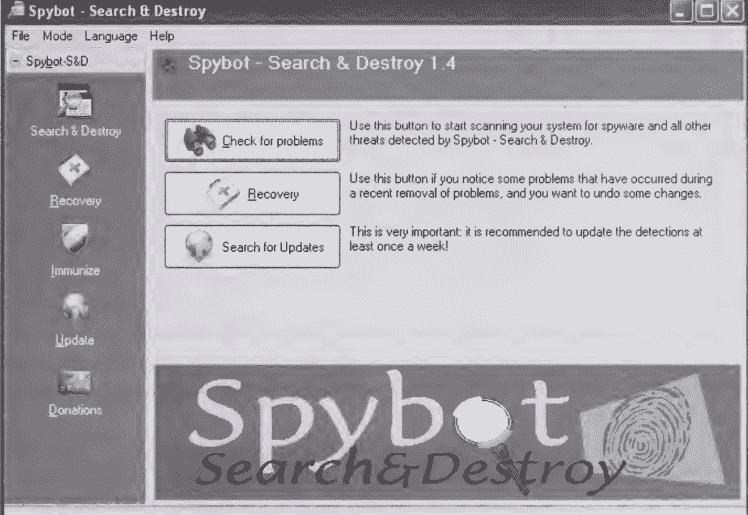 Spybot - Search & Destroy
File Mode Language Help
- Spybot-S&D
Search & Destroy
Recovery
Immunize
Update
Donations
Spybot - Search & Destroy 1.4
Check for problems
Use this button to start scanning your system for spyware and all other
threats detected by Spybot - Search & Destroy.
Recovery
Use this button if you notice some problems that have occurred during
a recent removal of problems, and you want to undo some changes.
Search for Updates
This is very important: it is recommended to update the detections at
least once a week!
Spybot
Search&Destroy